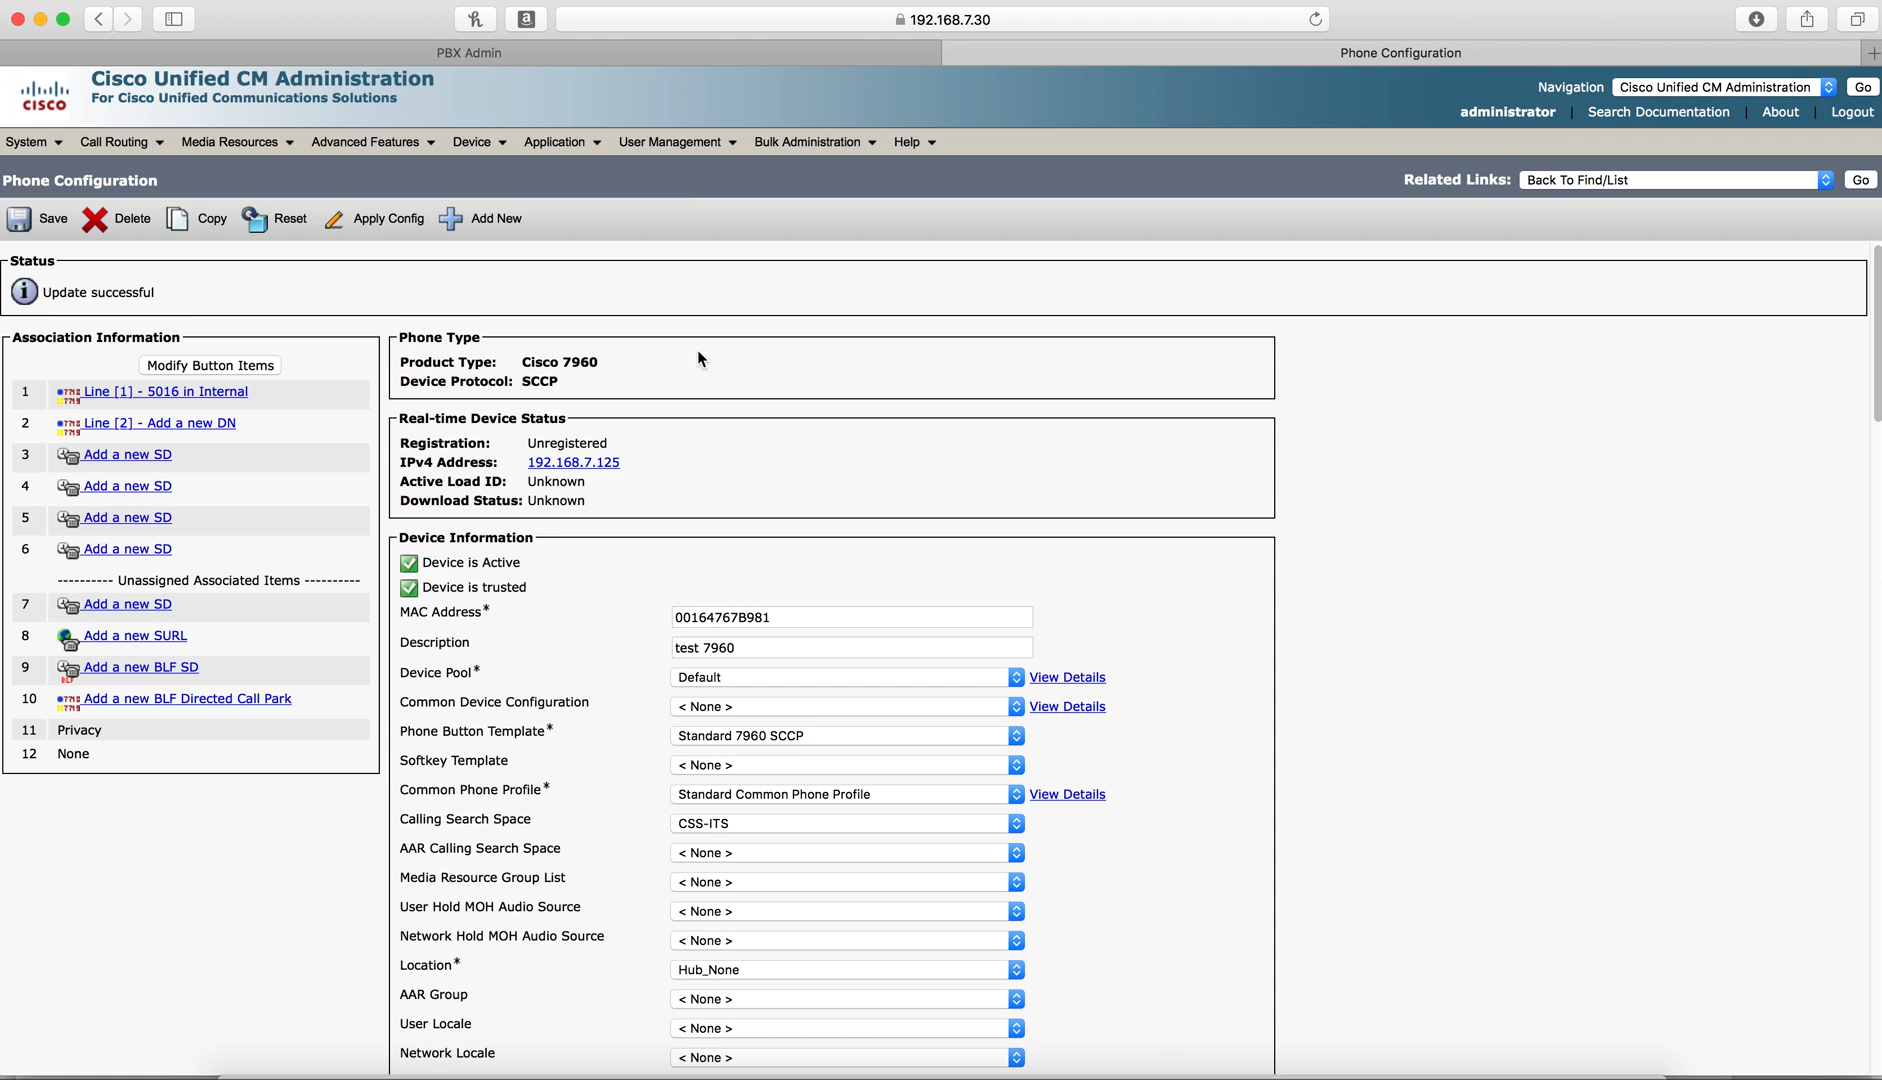 192.168.7.30
PBX Admin
Phone Configuration
CISCO
Cisco Unified CM Administration
For Cisco Unified Communications Solutions
Navigation Cisco Unified CM Administration Go
administrator | Search Documentation | About | Logout
System Call Routing Media Resources Advanced Features Device Application User Management Bulk Administration Help
Phone Configuration
Related Links: Back To Find/List Go
Save Delete Copy Reset Apply Config Add New
Status
Update successful
Association Information
Modify Button Items
1 Line [1] - 5016 in Internal
2 Line [2] - Add a new DN
3 Add a new SD
4 Add a new SD
5 Add a new SD
6 Add a new SD
---------- Unassigned Associated Items ----------
7 Add a new SD
8 Add a new SURL
9 Add a new BLF SD
10 Add a new BLF Directed Call Park
11 Privacy
12 None
Phone Type
Product Type: Cisco 7960
Device Protocol: SCCP
Real-time Device Status
Registration: Unregistered
IPv4 Address: 192.168.7.125
Active Load ID: Unknown
Download Status: Unknown
Device Information
Device is Active
Device is trusted
MAC Address* 00164767B981
Description test 7960
Device Pool* Default View Details
Common Device Configuration < None > View Details
Phone Button Template* Standard 7960 SCCP
Softkey Template < None >
Common Phone Profile* Standard Common Phone Profile View Details
Calling Search Space CSS-ITS
AAR Calling Search Space < None >
Media Resource Group List < None >
User Hold MOH Audio Source < None >
Network Hold MOH Audio Source < None >
Location* Hub_None
AAR Group < None >
User Locale < None >
Network Locale < None >